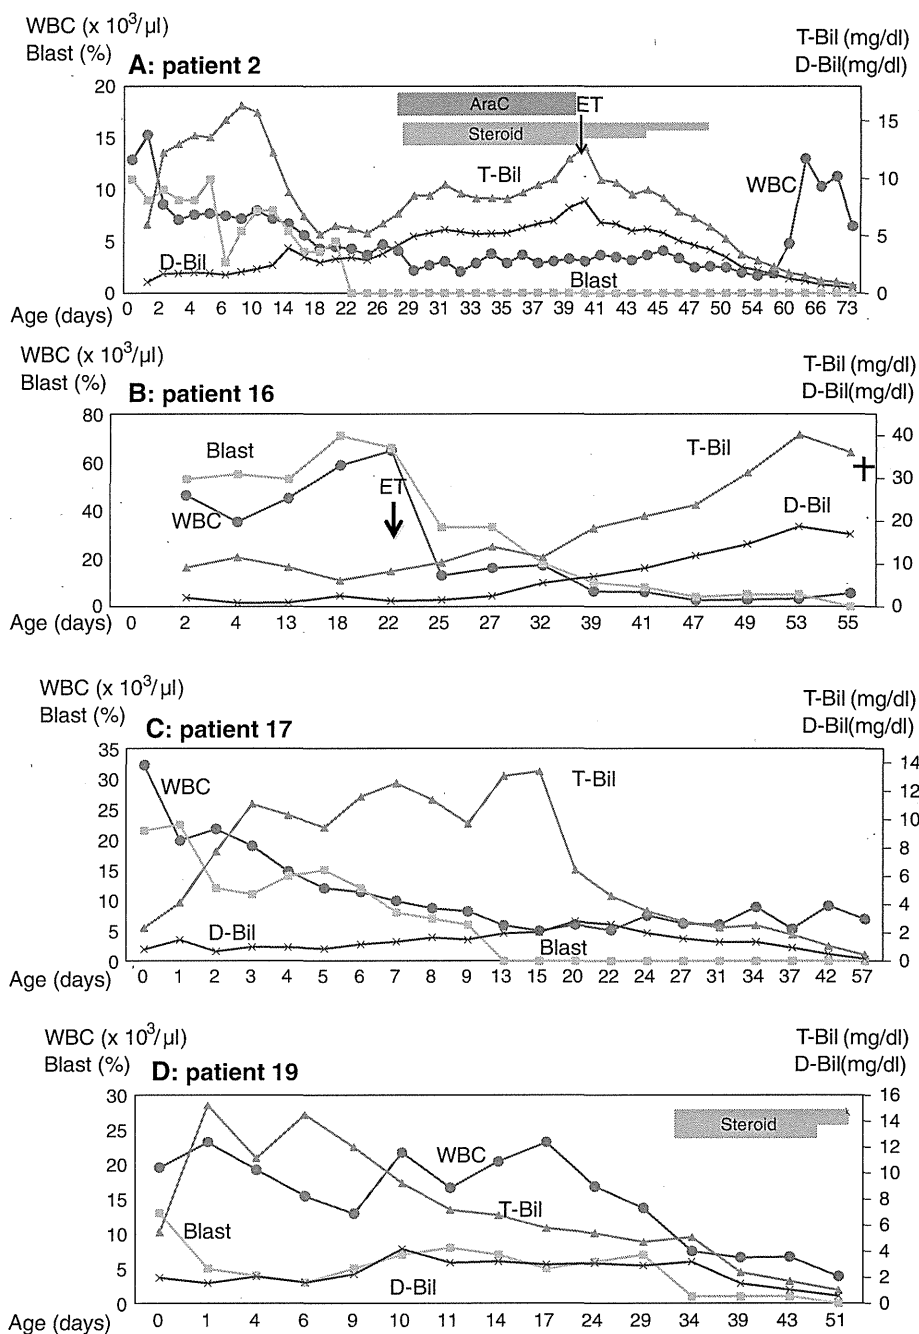 WBC (x 10³/µl)
Blast (%)
T-Bil (mg/dl)
D-Bil(mg/dl)
A: patient 2
20
15
10
5
0
15
10
5
0
AraC
ET
Steroid
T-Bil
WBC
D-Bil
Blast
Age (days) 0 2 4 6 10 14 18 22 26 29 31 33 35 37 41 43 45 47 50 54 60 66 73
WBC (x 10³/µl)
Blast (%)
T-Bil (mg/dl)
D-Bil(mg/dl)
B: patient 16
80
60
40
20
0
40
30
20
10
0
Blast
T-Bil
ET
WBC
D-Bil
Age (days) 0 2 4 13 18 22 25 27 32 39 41 47 49 53 55
WBC (x 10³/µl)
Blast (%)
T-Bil (mg/dl)
D-Bil(mg/dl)
C: patient 17
35
30
25
20
15
10
5
0
14
12
10
8
6
4
2
0
WBC
T-Bil
D-Bil
Blast
Age (days) 0 1 2 3 4 5 6 7 8 9 13 15 20 22 24 27 31 34 37 42 57
WBC (x 10³/µl)
Blast (%)
T-Bil (mg/dl)
D-Bil(mg/dl)
D: patient 19
30
25
20
15
10
5
0
16
14
12
10
8
6
4
2
0
Steroid
WBC
T-Bil
Blast
D-Bil
Age (days) 0 1 4 6 9 10 11 14 17 24 29 34 39 43 51